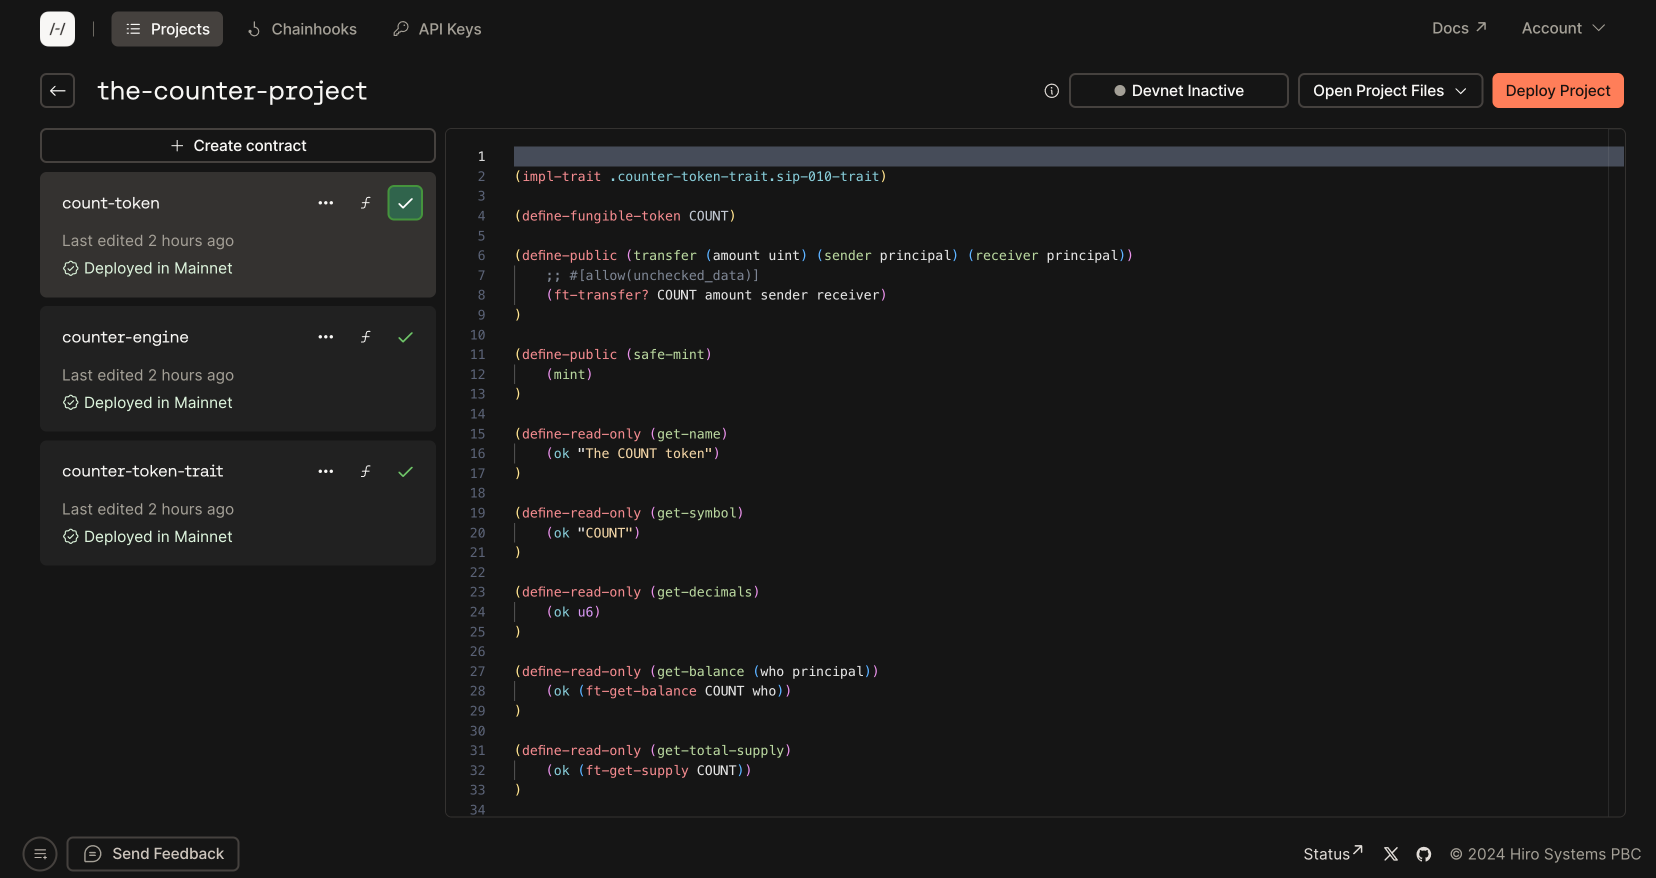 /-/
Projects
Chainhooks
API Keys
Docs
Account
the-counter-project
Devnet Inactive
Open Project Files
Deploy Project
Create contract
count-token
Last edited 2 hours ago
Deployed in Mainnet
counter-engine
Last edited 2 hours ago
Deployed in Mainnet
counter-token-trait
Last edited 2 hours ago
Deployed in Mainnet
1
2 (impl-trait .counter-token-trait.sip-010-trait)
3
4 (define-fungible-token COUNT)
5
6 (define-public (transfer (amount uint) (sender principal) (receiver principal))
7 ;; #[allow(unchecked_data)]
8 (ft-transfer? COUNT amount sender receiver)
9 )
10
11 (define-public (safe-mint)
12 (mint)
13 )
14
15 (define-read-only (get-name)
16 (ok "The COUNT token")
17 )
18
19 (define-read-only (get-symbol)
20 (ok "COUNT")
21 )
22
23 (define-read-only (get-decimals)
24 (ok u6)
25 )
26
27 (define-read-only (get-balance (who principal))
28 (ok (ft-get-balance COUNT who))
29 )
30
31 (define-read-only (get-total-supply)
32 (ok (ft-get-supply COUNT))
33 )
34
Send Feedback
Status
© 2024 Hiro Systems PBC